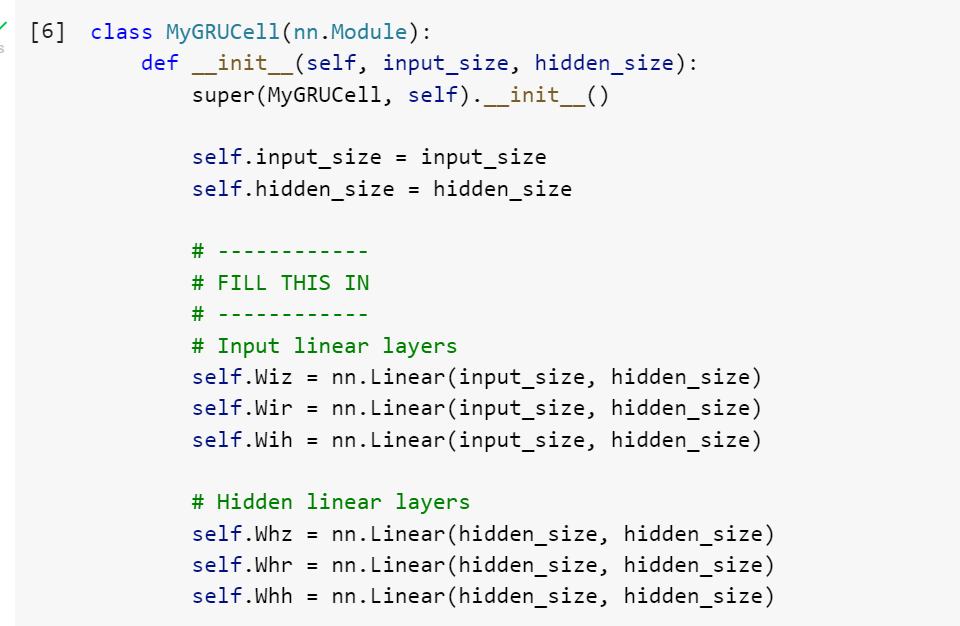 [6] class MyGRUCell(nn.Module):
def __init__(self, input_size, hidden_size):
super(MyGRUCell, self).__init__()
self.input_size = input_size
self.hidden_size = hidden_size
# ------------
# FILL THIS IN
# ------------
# Input linear layers
self.Wiz = nn.Linear(input_size, hidden_size)
self.Wir = nn.Linear(input_size, hidden_size)
self.Wih = nn.Linear(input_size, hidden_size)
# Hidden linear layers
self.Whz = nn.Linear(hidden_size, hidden_size)
self.Whr = nn.Linear(hidden_size, hidden_size)
self.Whh = nn.Linear(hidden_size, hidden_size)